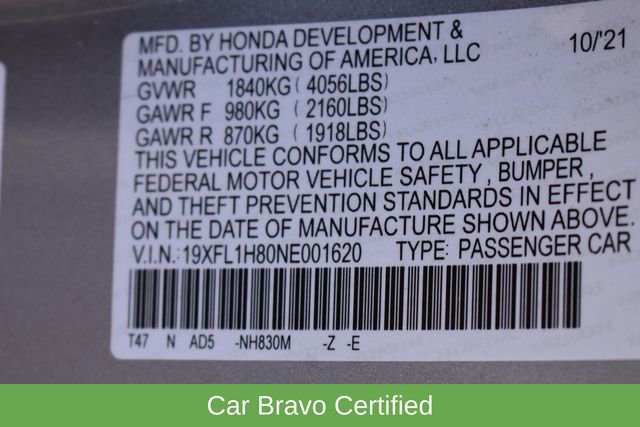 MFD. BY HONDA DEVELOPMENT &
MANUFACTURING OF AMERICA, LLC 10/'21
GVWR 1840KG ( 4056LBS)
GAWR F 980KG ( 2160LBS)
GAWR R 870KG ( 1918LBS)
THIS VEHICLE CONFORMS TO ALL APPLICABLE
FEDERAL MOTOR VEHICLE SAFETY, BUMPER,
AND THEFT PREVENTION STANDARDS IN EFFECT
ON THE DATE OF MANUFACTURE SHOWN ABOVE.
V.I.N.:19XFL1H80NE001620 TYPE: PASSENGER CAR
T47 N AD5 -NH830M -Z -E
Car Bravo Certified